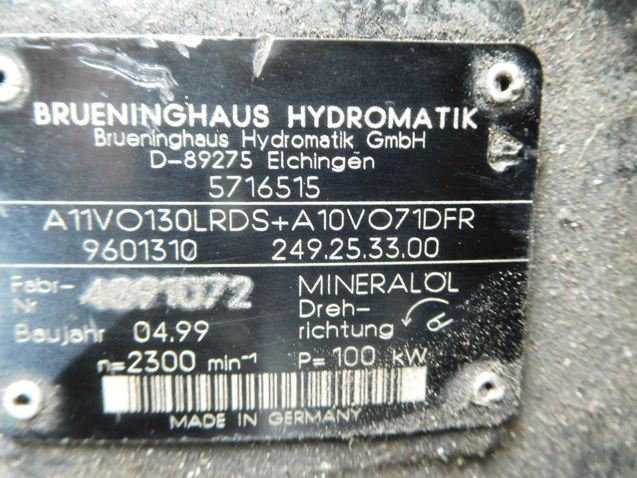 BRUENINGHAUS HYDROMATIK
Brueninghaus Hydromatik GmbH
D-89275 Elchingen
5716515
A11VO130LRDS+A10VO71DFR
9601310 249.25.33.00
Fabr-Nr 4091072 MINERALÖL
Baujahr 04.99 Dreh-richtung
n=2300 min⁻¹ P= 100 kW
MADE IN GERMANY